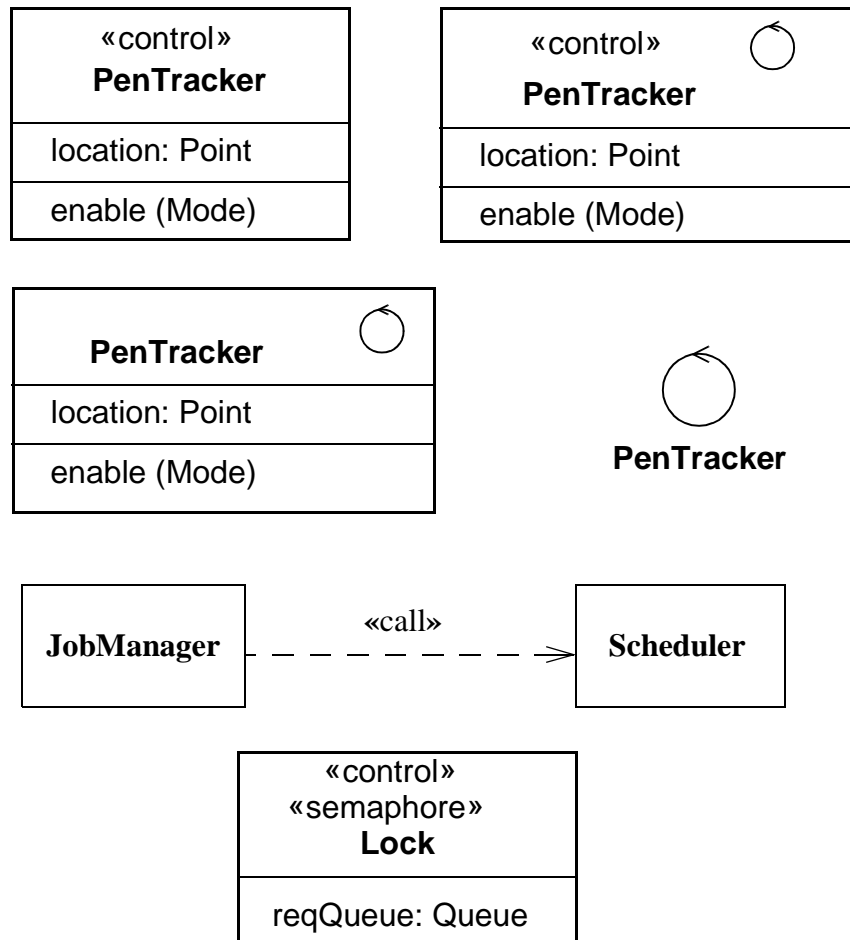 «control»
PenTracker
location: Point
enable (Mode)
«control»
PenTracker
location: Point
enable (Mode)
PenTracker
location: Point
enable (Mode)
PenTracker
JobManager
«call»
Scheduler
«control»
«semaphore»
Lock
reqQueue: Queue